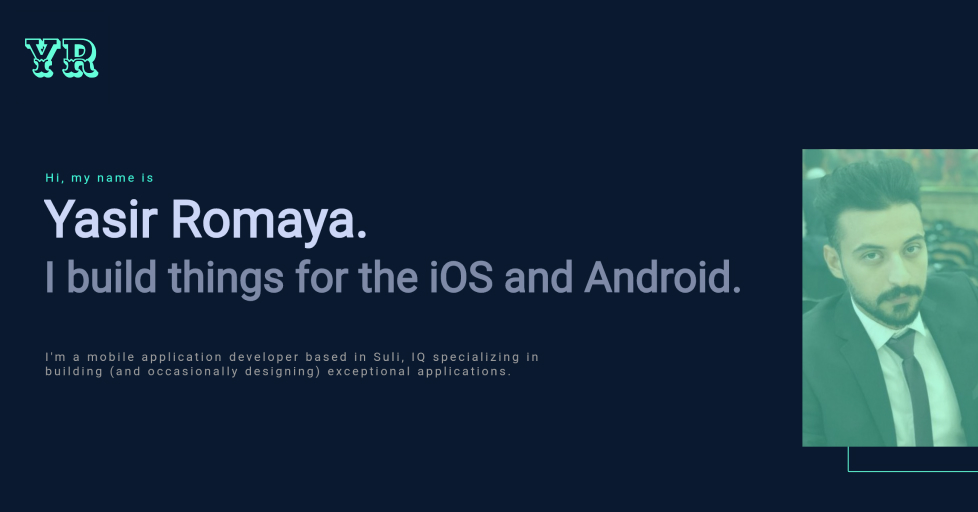 YR
Hi, my name is
Yasir Romaya.
I build things for the iOS and Android.
I'm a mobile application developer based in Suli, IQ specializing in
building (and occasionally designing) exceptional applications.